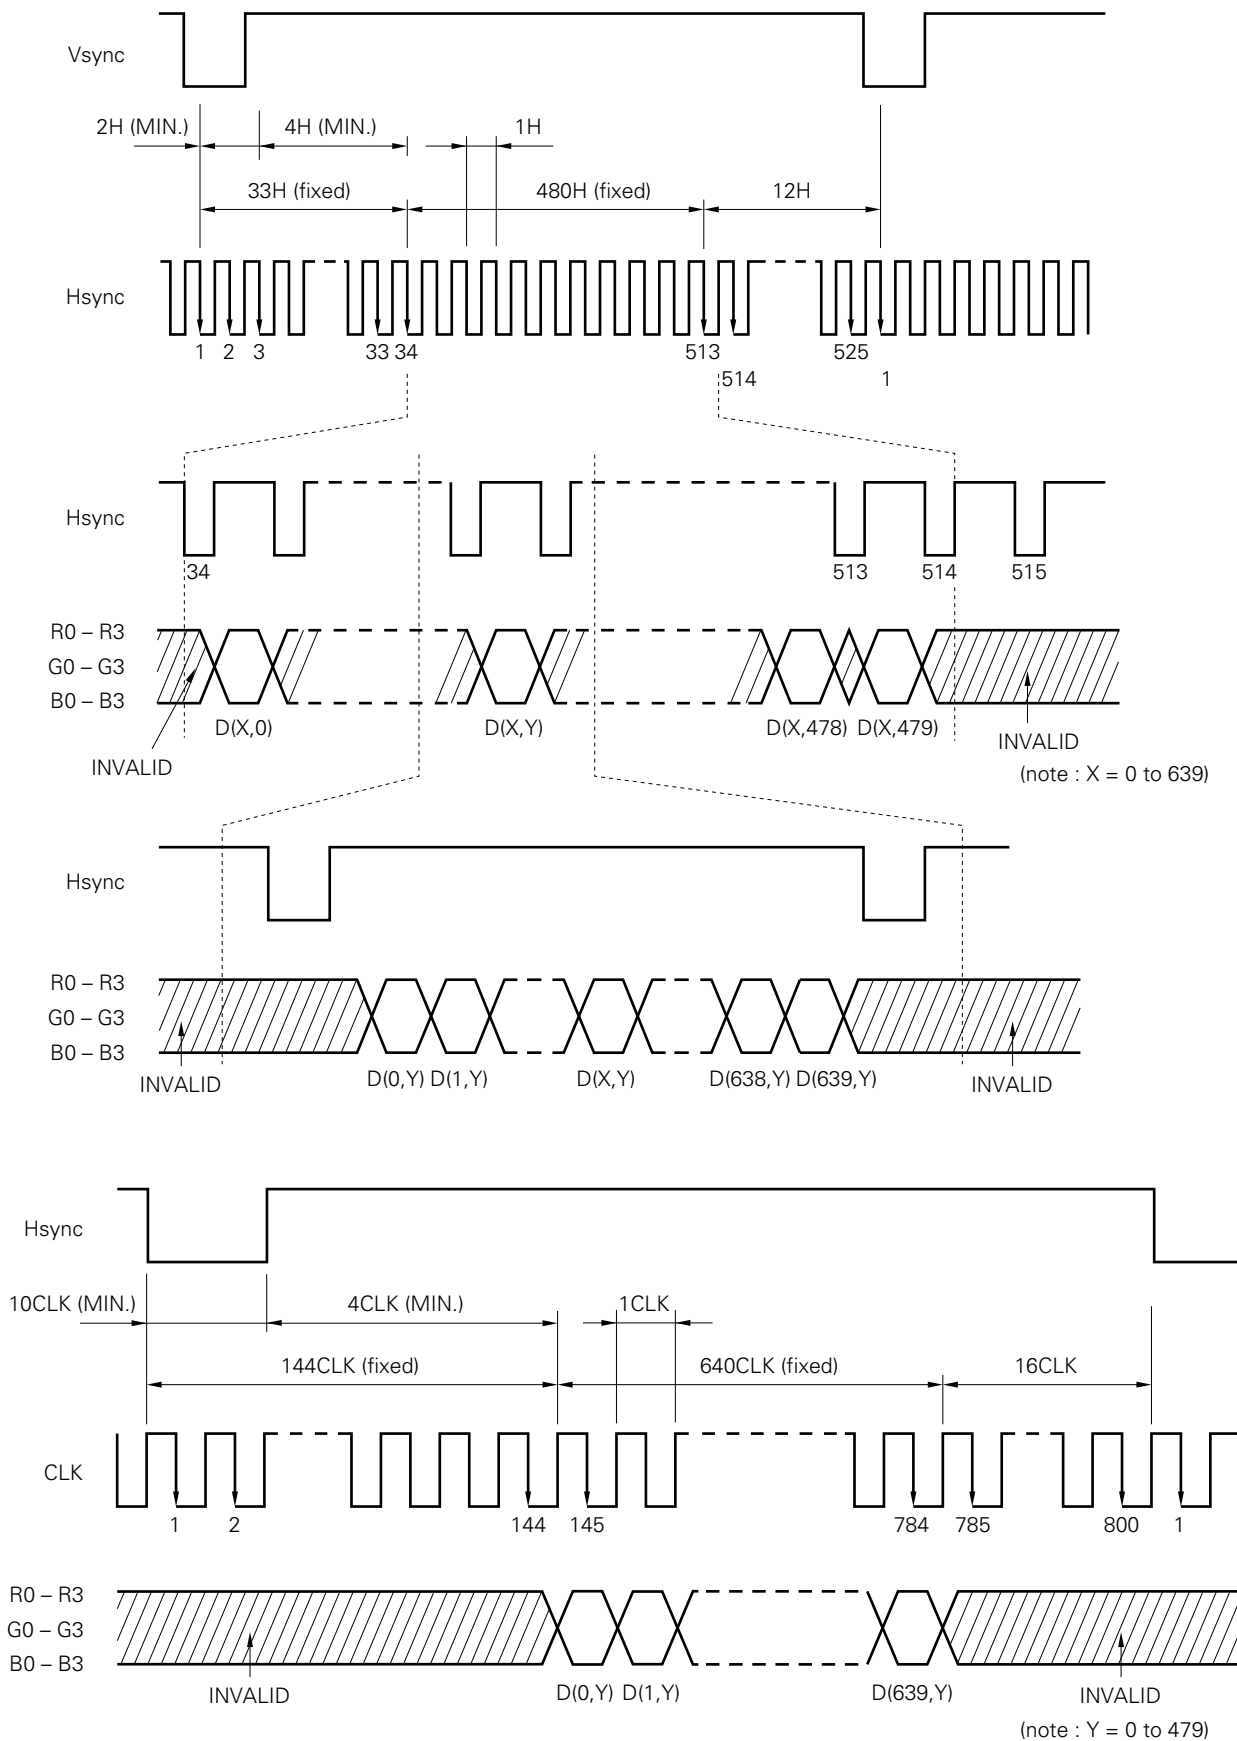 Vsync
2H (MIN.) 4H (MIN.) 1H
33H (fixed) 480H (fixed) 12H
Hsync
1 2 3 33 34 513 525
514 1
Hsync
34 513 514 515
R0 – R3
G0 – G3
B0 – B3
D(X,0) D(X,Y) D(X,478) D(X,479)
INVALID
INVALID
(note : X = 0 to 639)
Hsync
R0 – R3
G0 – G3
B0 – B3
INVALID D(0,Y) D(1,Y) D(X,Y) D(638,Y) D(639,Y) INVALID
Hsync
10CLK (MIN.) 4CLK (MIN.) 1CLK
144CLK (fixed) 640CLK (fixed) 16CLK
CLK
1 2 144 145 784 785 800 1
R0 – R3
G0 – G3
B0 – B3
INVALID D(0,Y) D(1,Y) D(639,Y) INVALID
(note : Y = 0 to 479)